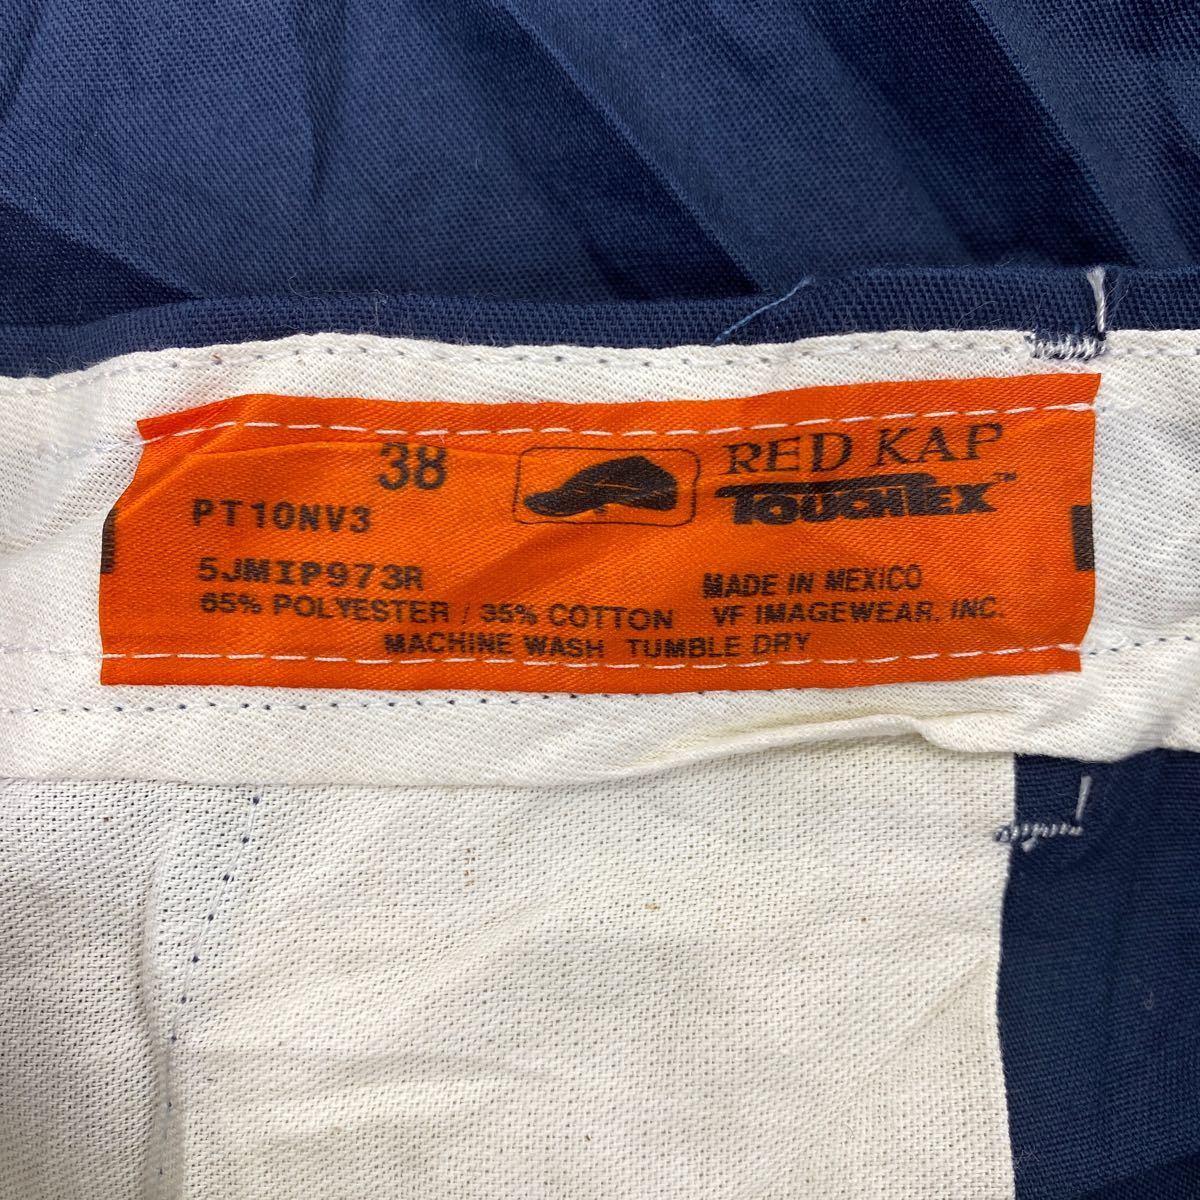 38
RED KAP
TOUCHTEX™
PT10NV3
5JMIP973R
MADE IN MEXICO
65% POLYESTER / 35% COTTON VF IMAGEWEAR, INC.
MACHINE WASH TUMBLE DRY